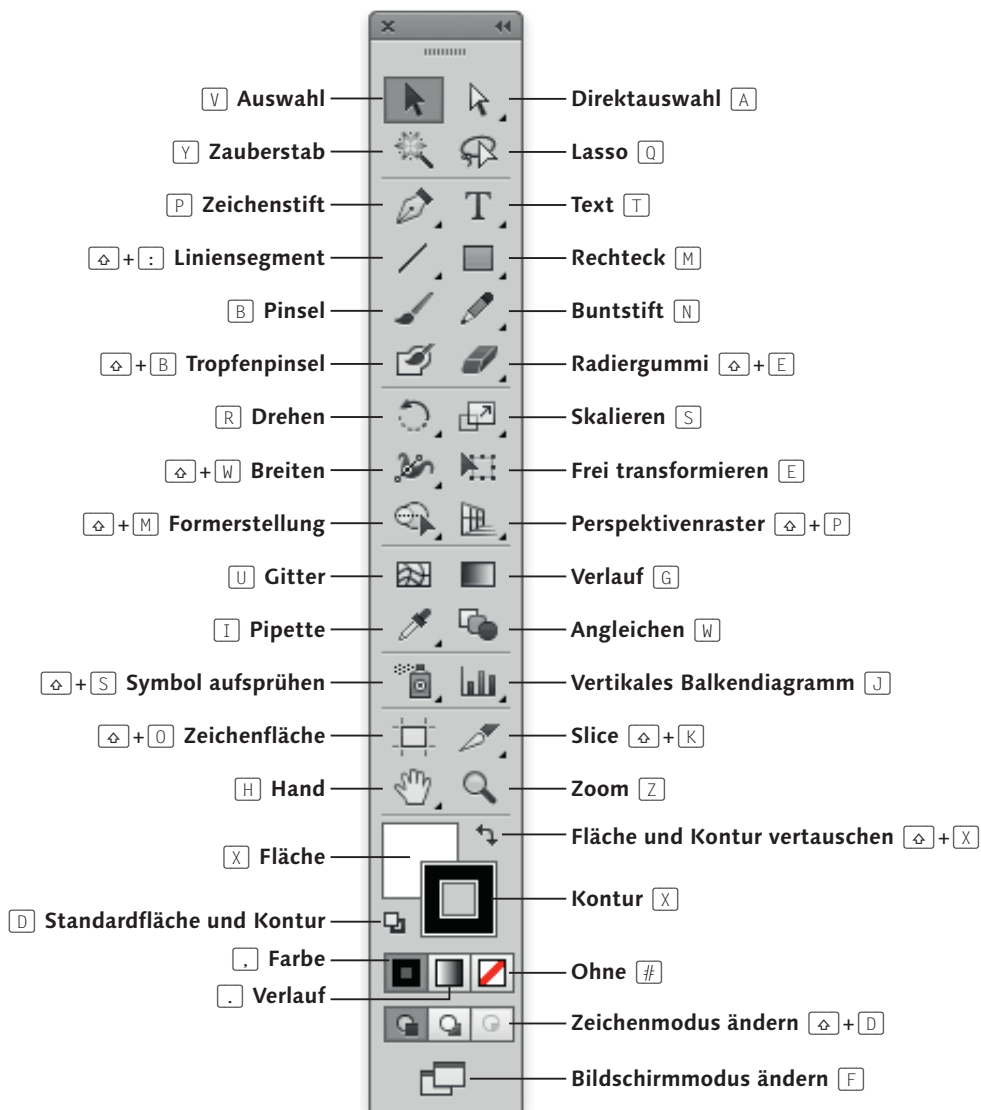 V Auswahl
Direktauswahl A
Y Zauberstab
Lasso Q
P Zeichenstift
Text T
⇧+: Liniensegment
Rechteck M
B Pinsel
Buntstift N
⇧+B Tropfenpinsel
Radiergummi ⇧+E
R Drehen
Skalieren S
⇧+W Breiten
Frei transformieren E
⇧+M Formerstellung
Perspektivenraster ⇧+P
U Gitter
Verlauf G
I Pipette
Angleichen W
⇧+S Symbol aufsprühen
Vertikales Balkendiagramm J
⇧+O Zeichenfläche
Slice ⇧+K
H Hand
Zoom Z
Fläche und Kontur vertauschen ⇧+X
X Fläche
Kontur X
D Standardfläche und Kontur
, Farbe
Ohne #
. Verlauf
Zeichenmodus ändern ⇧+D
Bildschirmmodus ändern F